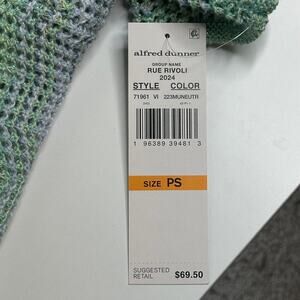 alfred dunner
GROUP NAME
RUE RIVOLI
2024
STYLE COLOR
71961 VI 223MUNEUTR
1 96389 39481 3
SIZE PS
SUGGESTED
RETAIL $69.50